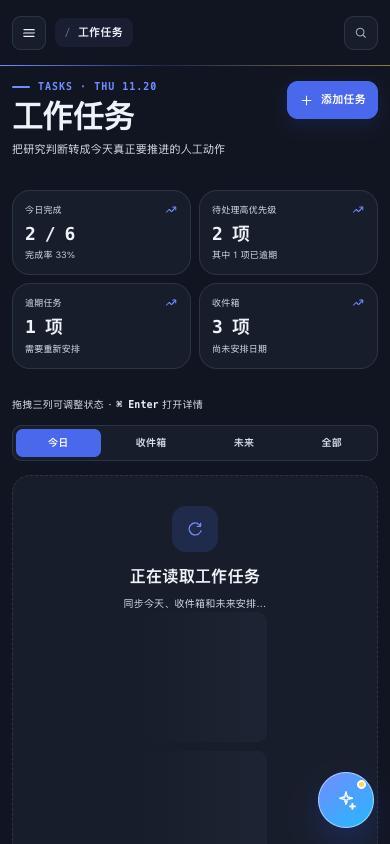 / 工作任务
TASKS · THU 11.20
工作任务
把研究判断转成今天真正要推进的人工动作
添加任务
今日完成
2 / 6
完成率 33%
待处理高优先级
2 项
其中 1 项已逾期
逾期任务
1 项
需要重新安排
收件箱
3 项
尚未安排日期
拖拽三列可调整状态 · ⌘ Enter 打开详情
今日
收件箱
未来
全部
正在读取工作任务
同步今天、收件箱和未来安排...